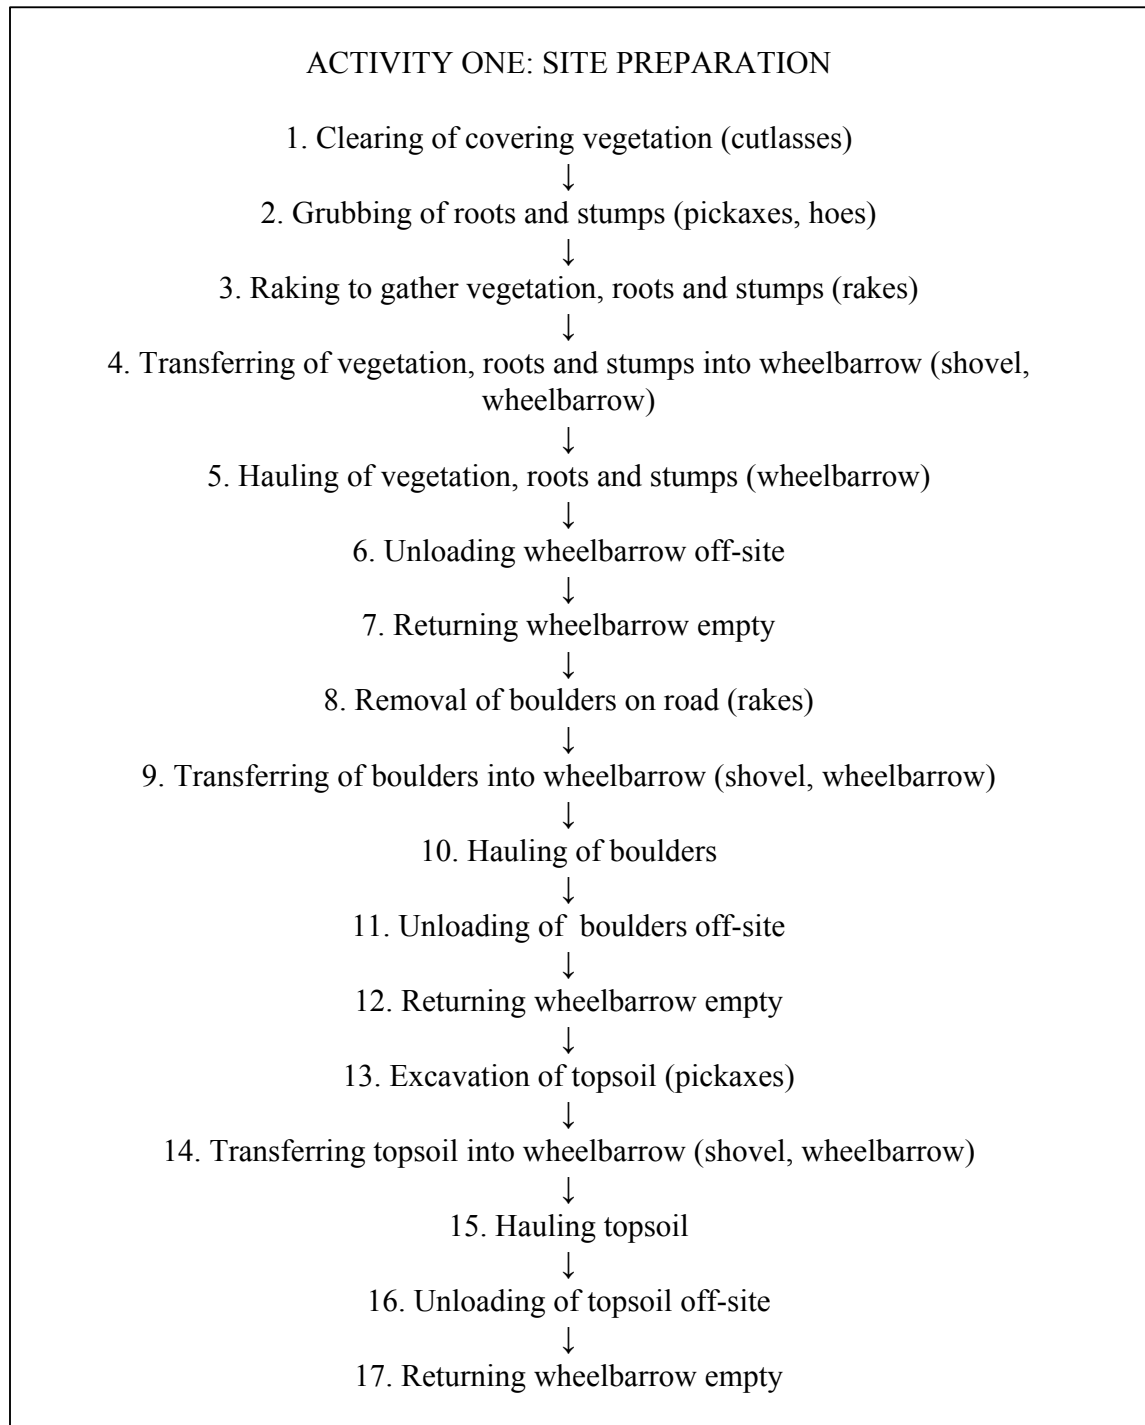 ACTIVITY ONE: SITE PREPARATION
1. Clearing of covering vegetation (cutlasses)
↓
2. Grubbing of roots and stumps (pickaxes, hoes)
↓
3. Raking to gather vegetation, roots and stumps (rakes)
↓
4. Transferring of vegetation, roots and stumps into wheelbarrow (shovel,
wheelbarrow)
↓
5. Hauling of vegetation, roots and stumps (wheelbarrow)
↓
6. Unloading wheelbarrow off-site
↓
7. Returning wheelbarrow empty
↓
8. Removal of boulders on road (rakes)
↓
9. Transferring of boulders into wheelbarrow (shovel, wheelbarrow)
↓
10. Hauling of boulders
↓
11. Unloading of boulders off-site
↓
12. Returning wheelbarrow empty
↓
13. Excavation of topsoil (pickaxes)
↓
14. Transferring topsoil into wheelbarrow (shovel, wheelbarrow)
↓
15. Hauling topsoil
↓
16. Unloading of topsoil off-site
↓
17. Returning wheelbarrow empty